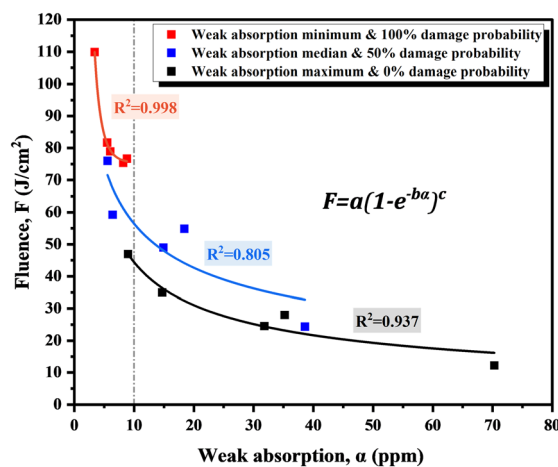 Weak absorption minimum & 100% damage probability
Weak absorption median & 50% damage probability
Weak absorption maximum & 0% damage probability
R²=0.998
F=a(1-e^{-bα})^c
R²=0.805
R²=0.937
Fluence, F (J/cm²)
120
110
100
90
80
70
60
50
40
30
20
10
0
0 10 20 30 40 50 60 70 80
Weak absorption, α (ppm)